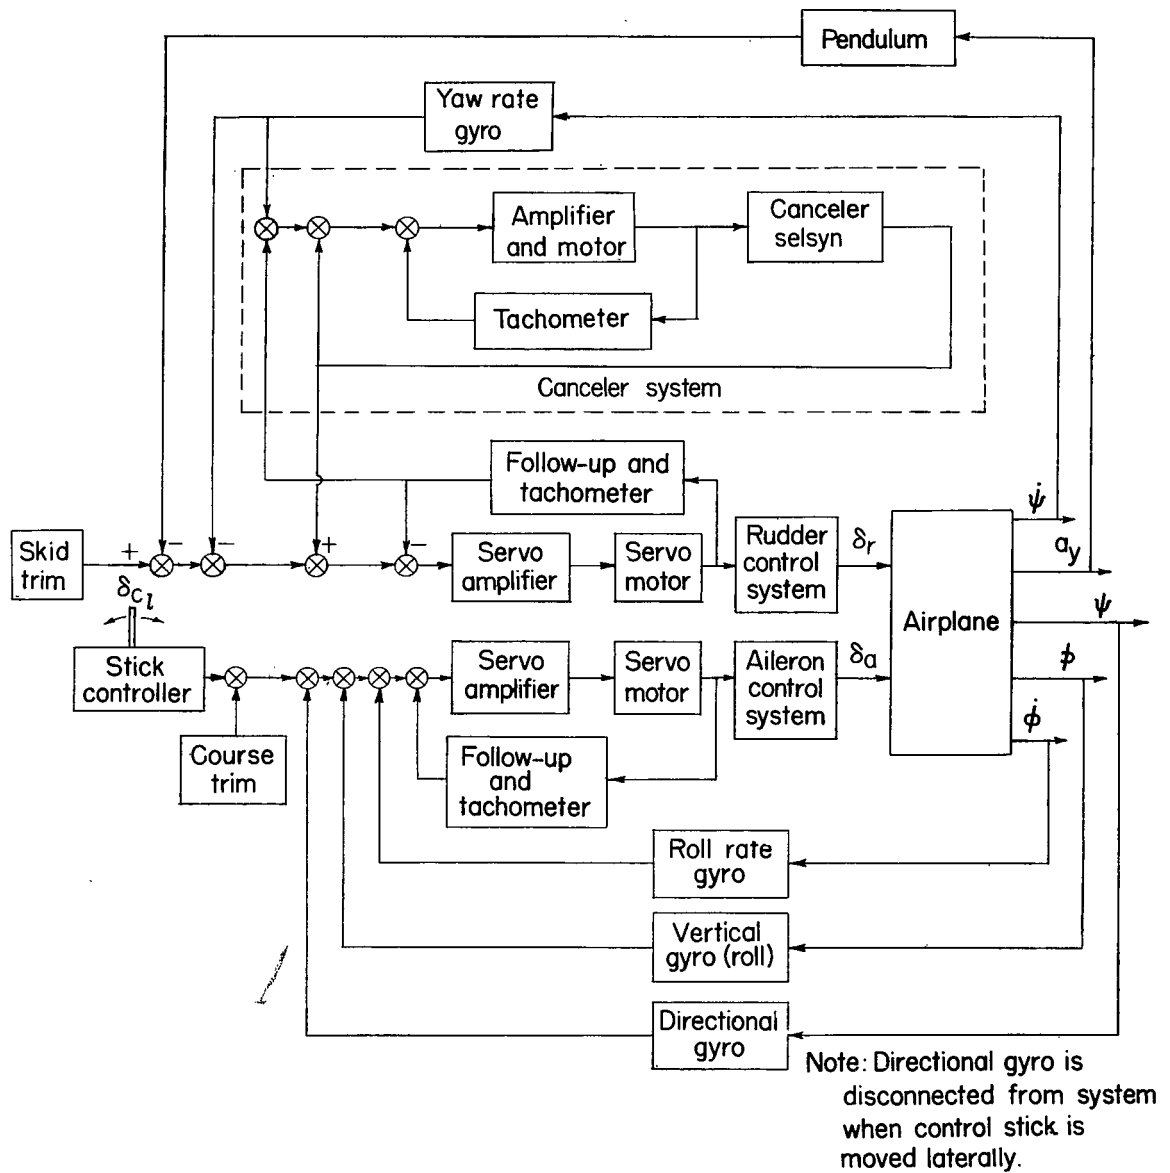 Pendulum
Yaw rate
gyro
Amplifier
and motor
Canceler
selsyn
Tachometer
Canceler system
Follow-up and
tachometer
ψ̇
Skid
trim
+
−
−
+
−
Servo
amplifier
Servo
motor
Rudder
control
system
δr
a_y
δc_l
ψ
Airplane
Stick
controller
Servo
amplifier
Servo
motor
Aileron
control
system
δa
ϕ
ϕ̇
Course
trim
Follow-up
and
tachometer
Roll rate
gyro
Vertical
gyro (roll)
Directional
gyro
Note: Directional gyro is
disconnected from system
when control stick is
moved laterally.